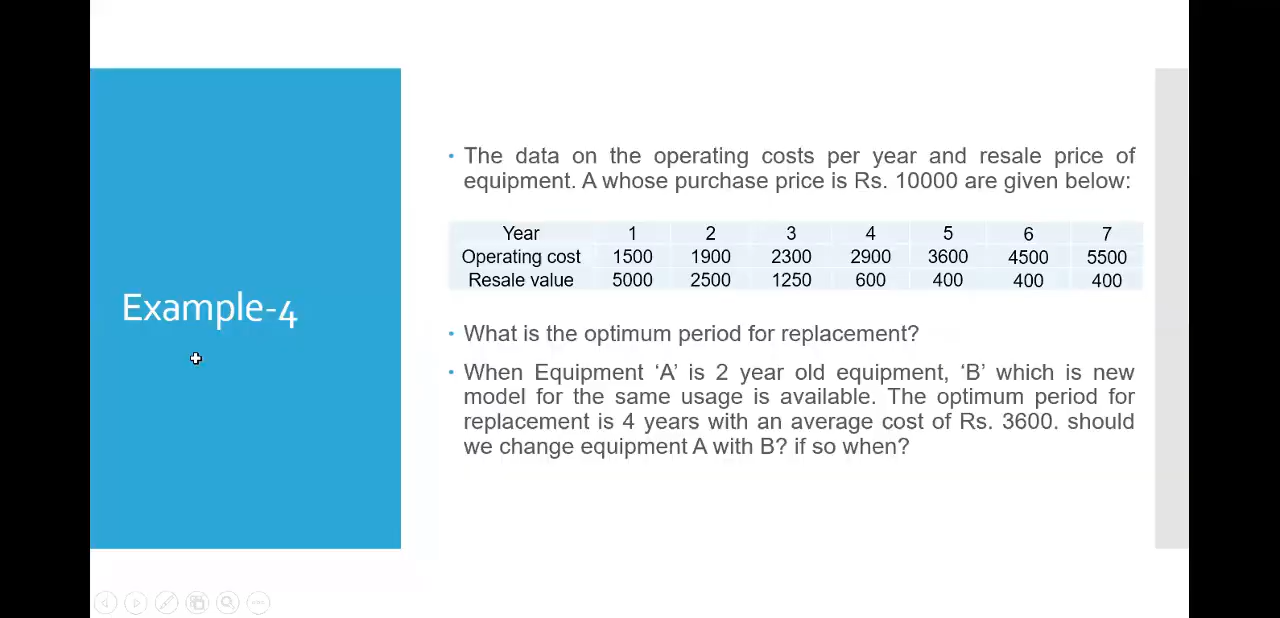 Example-4
• The data on the operating costs per year and resale price of
equipment. A whose purchase price is Rs. 10000 are given below:
Year 1 2 3 4 5 6 7
Operating cost 1500 1900 2300 2900 3600 4500 5500
Resale value 5000 2500 1250 600 400 400 400
• What is the optimum period for replacement?
• When Equipment ‘A’ is 2 year old equipment, ‘B’ which is new
model for the same usage is available. The optimum period for
replacement is 4 years with an average cost of Rs. 3600. should
we change equipment A with B? if so when?